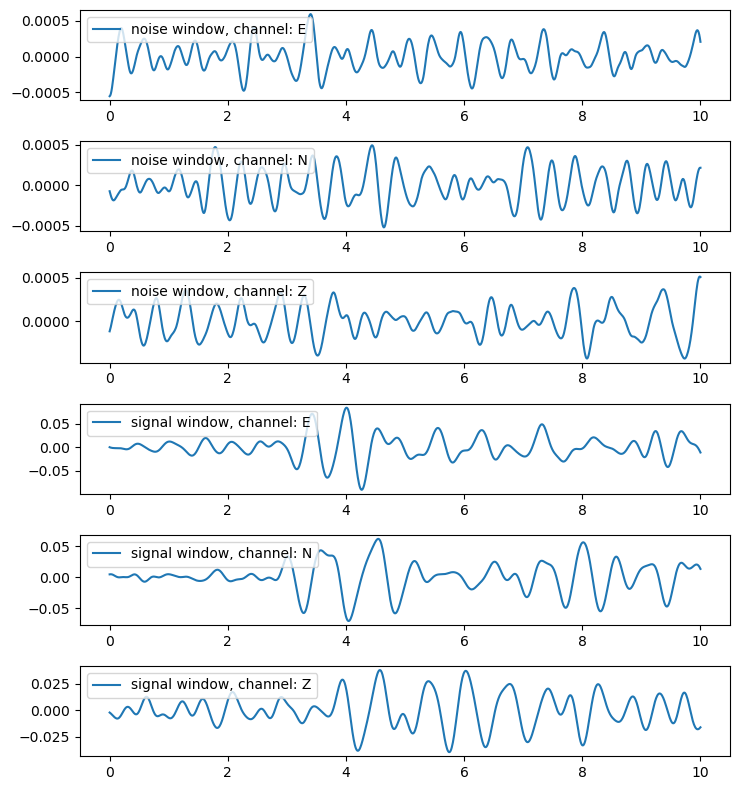 0.0005
0.0000
−0.0005
noise window, channel: E
0 2 4 6 8 10
0.0005
0.0000
−0.0005
noise window, channel: N
0 2 4 6 8 10
0.0005
0.0000
noise window, channel: Z
0 2 4 6 8 10
0.05
0.00
−0.05
signal window, channel: E
0 2 4 6 8 10
0.05
0.00
−0.05
signal window, channel: N
0 2 4 6 8 10
0.025
0.000
−0.025
signal window, channel: Z
0 2 4 6 8 10